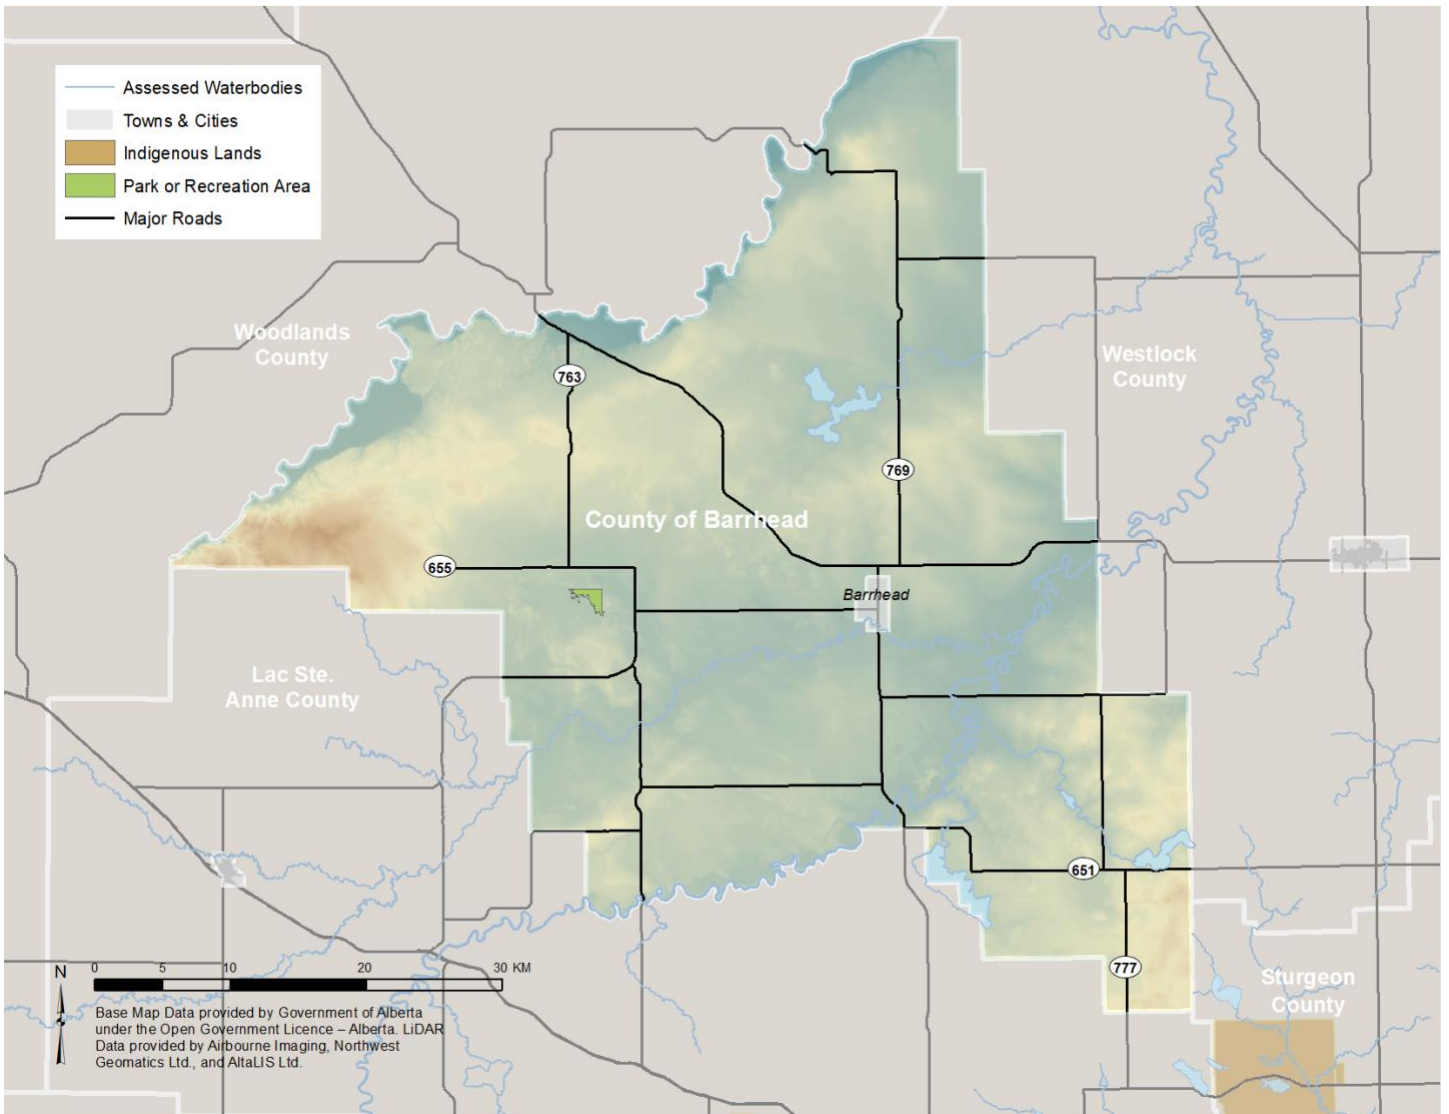 Assessed Waterbodies
Towns & Cities
Indigenous Lands
Park or Recreation Area
Major Roads
Woodlands
County
763
Westlock
County
769
County of Barrhead
655
Barrhead
Lac Ste.
Anne County
651
777
Sturgeon
County
N
0 5 10 20 30 KM
Base Map Data provided by Government of Alberta
under the Open Government Licence – Alberta. LiDAR
Data provided by Airbourne Imaging, Northwest
Geomatics Ltd., and AltaLIS Ltd.